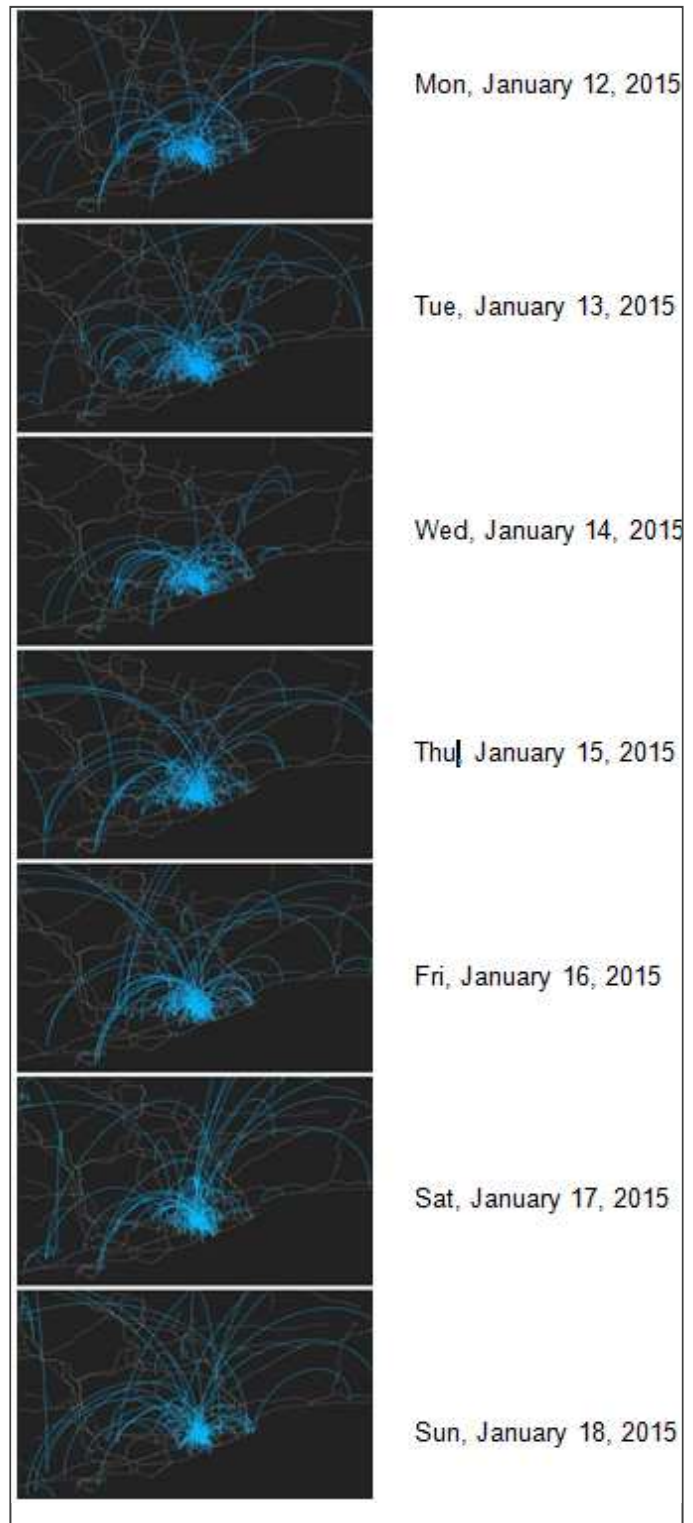 Mon, January 12, 2015
Tue, January 13, 2015
Wed, January 14, 2015
Thu, January 15, 2015
Fri, January 16, 2015
Sat, January 17, 2015
Sun, January 18, 2015